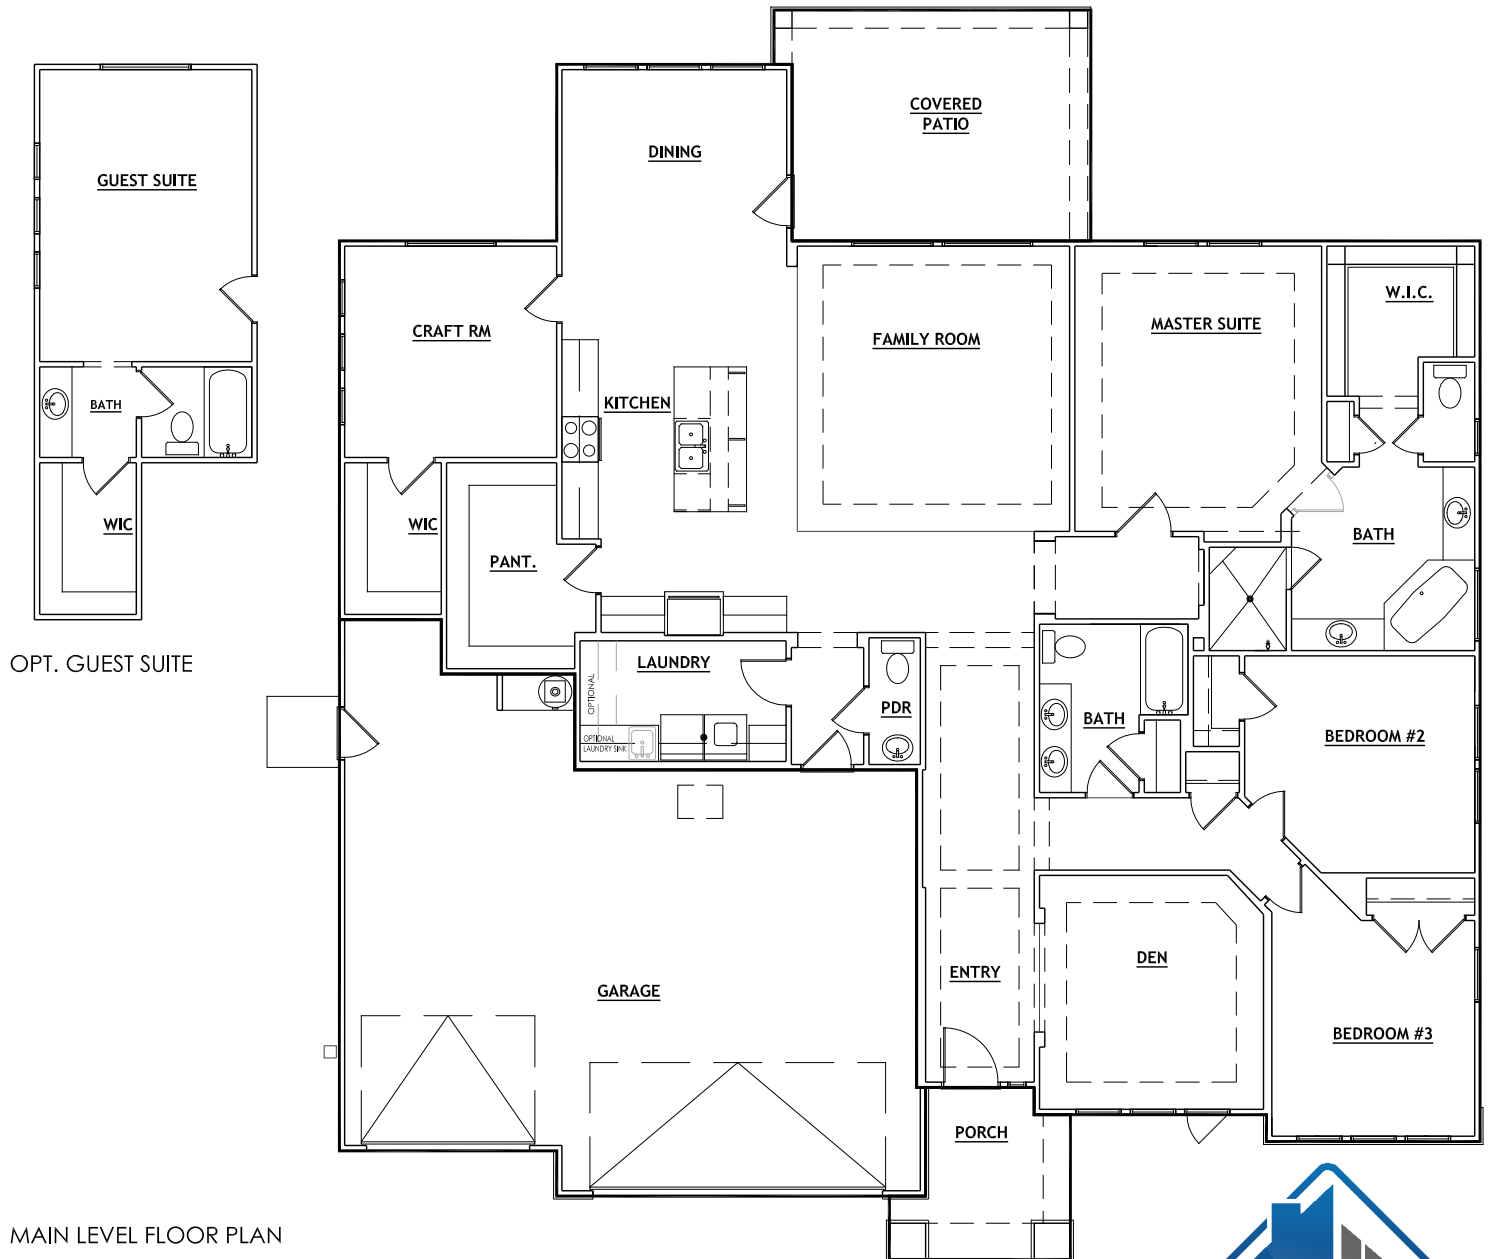 COVERED
PATIO
DINING
GUEST SUITE
W.I.C.
CRAFT RM
MASTER SUITE
FAMILY ROOM
KITCHEN
BATH
WIC
WIC
BATH
PANT.
OPT. GUEST SUITE
LAUNDRY
OPTIONAL
PDR
BATH
BEDROOM #2
OPTIONAL
LAUNDRY SINK
DEN
ENTRY
GARAGE
BEDROOM #3
PORCH
MAIN LEVEL FLOOR PLAN